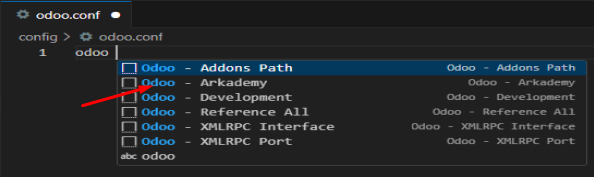 odoo.conf
config > odoo.conf
1 odoo
Odoo - Addons Path Odoo - Addons Path
Odoo - Arkademy Odoo - Arkademy
Odoo - Development Odoo - Development
Odoo - Reference All Odoo - Reference All
Odoo - XMLRPC Interface Odoo - XMLRPC Interface
Odoo - XMLRPC Port Odoo - XMLRPC Port
abc odoo